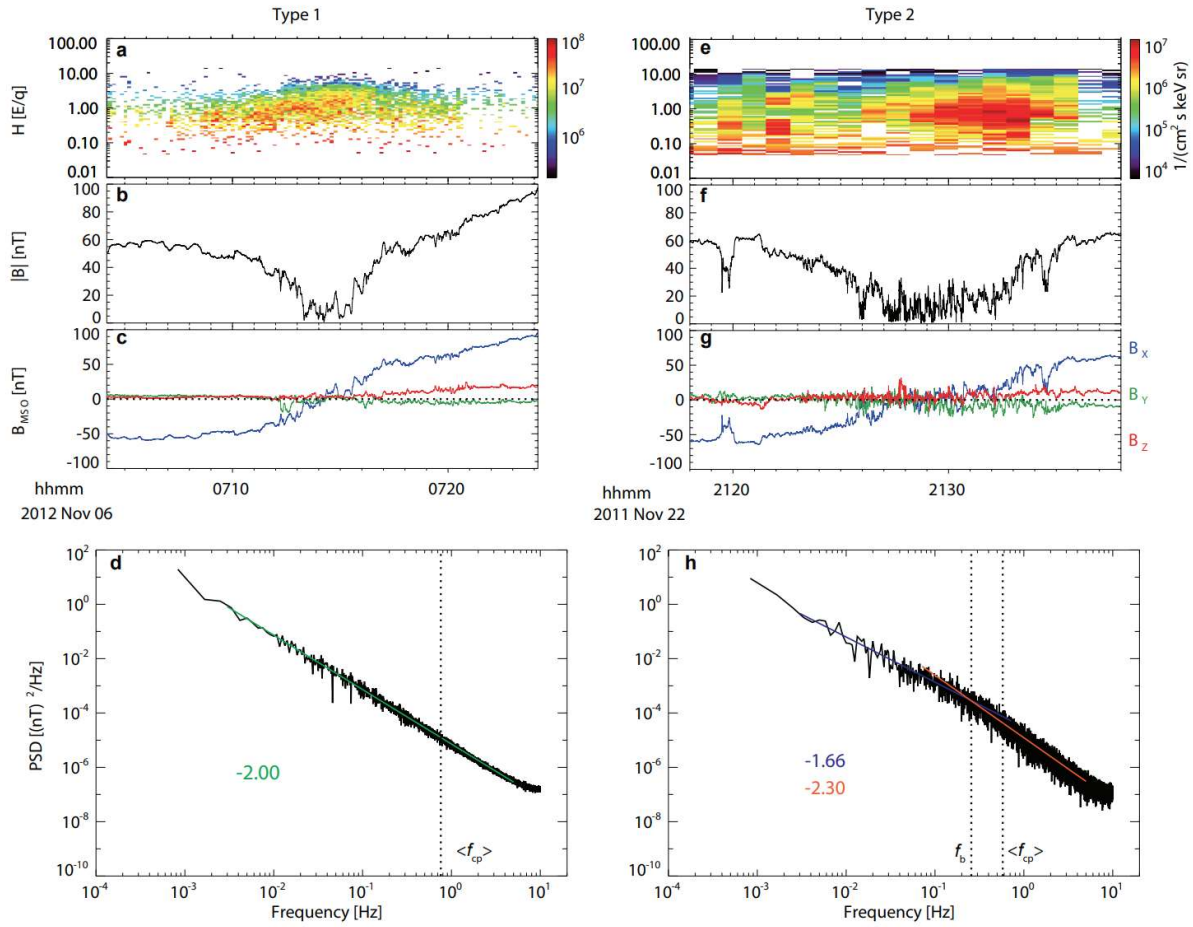 Type 1
Type 2
a
e
100.00
10.00
1.00
0.10
0.01
H [E/q]
10^8
10^7
10^6
100.00
10.00
1.00
0.10
0.01
10^7
10^6
10^5
10^4
1/(cm^2 s keV sr)
b
f
100
80
60
40
20
0
|B| [nT]
100
80
60
40
20
0
c
g
100
50
0
-50
-100
B_MSO [nT]
100
50
0
-50
-100
B_X
B_Y
B_Z
hhmm
0710
0720
2012 Nov 06
hhmm
2120
2130
2011 Nov 22
d
h
10^2
10^0
10^-2
10^-4
10^-6
10^-8
10^-10
PSD [(nT)^2/Hz]
-2.00
<f_cp>
10^-4
10^-3
10^-2
10^-1
10^0
10^1
Frequency [Hz]
10^2
10^0
10^-2
10^-4
10^-6
10^-8
10^-10
-1.66
-2.30
f_b
<f_cp>
10^-4
10^-3
10^-2
10^-1
10^0
10^1
Frequency [Hz]